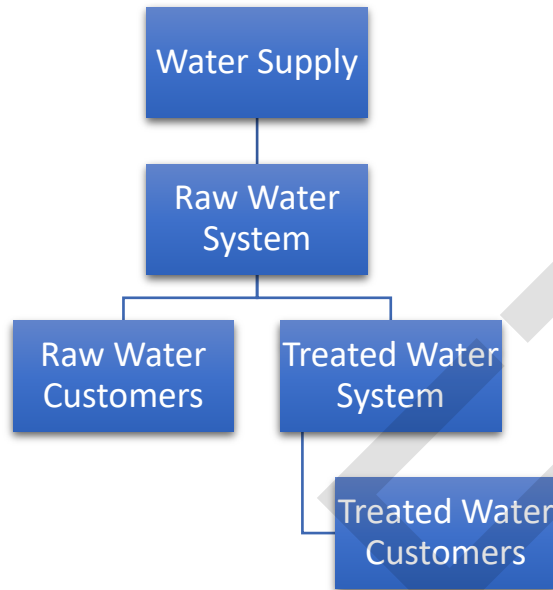 Water Supply
Raw Water
System
Raw Water
Customers
Treated Water
System
Treated Water
Customers